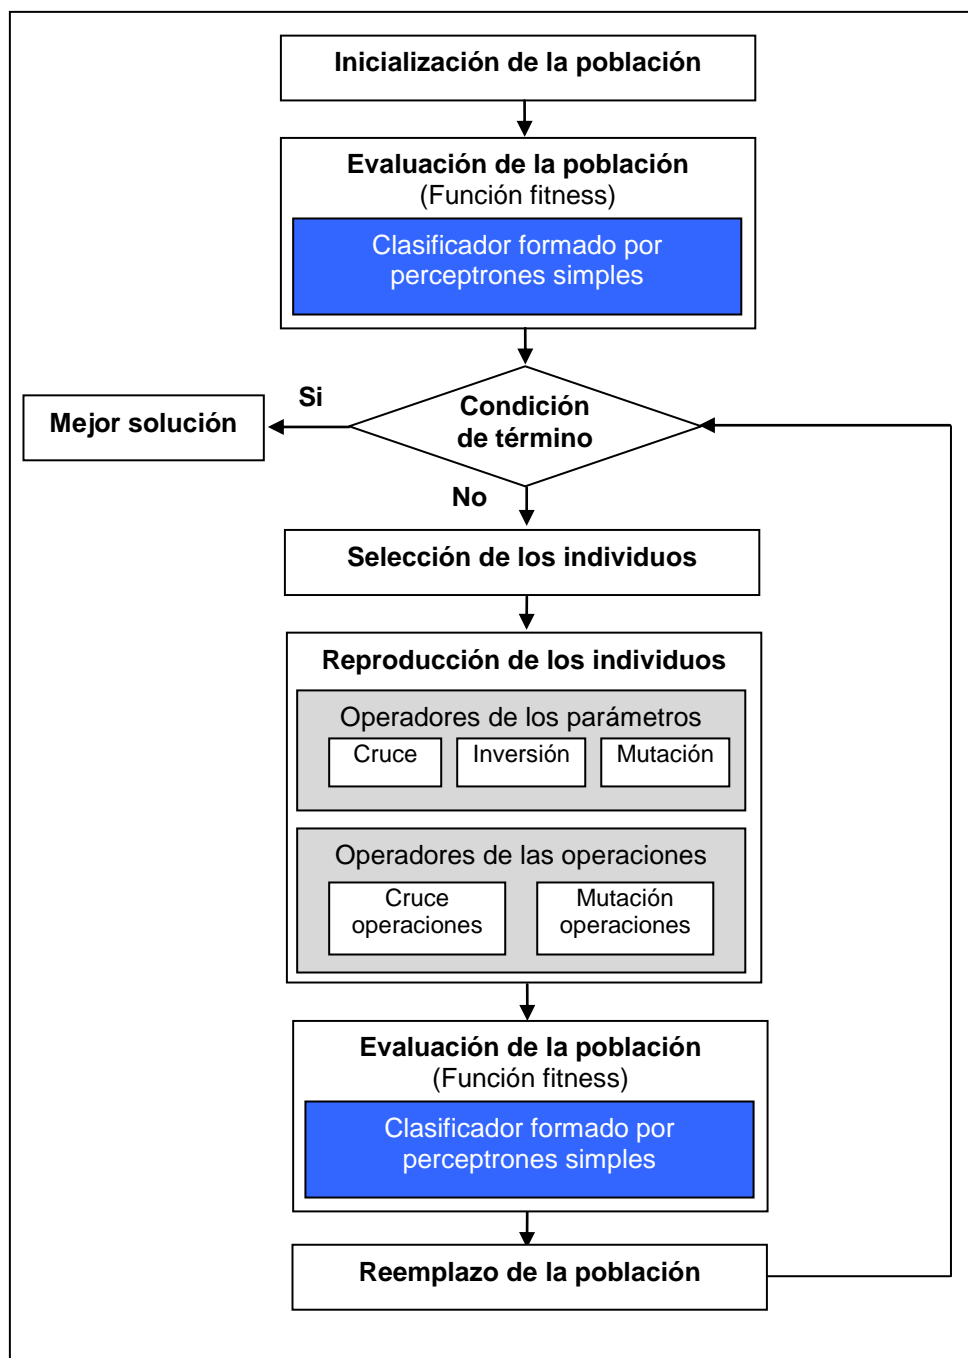 Inicialización de la población
Evaluación de la población
(Función fitness)
Clasificador formado por
perceptrones simples
Condición
de término
Si
Mejor solución
No
Selección de los individuos
Reproducción de los individuos
Operadores de los parámetros
Cruce
Inversión
Mutación
Operadores de las operaciones
Cruce
operaciones
Mutación
operaciones
Evaluación de la población
(Función fitness)
Clasificador formado por
perceptrones simples
Reemplazo de la población